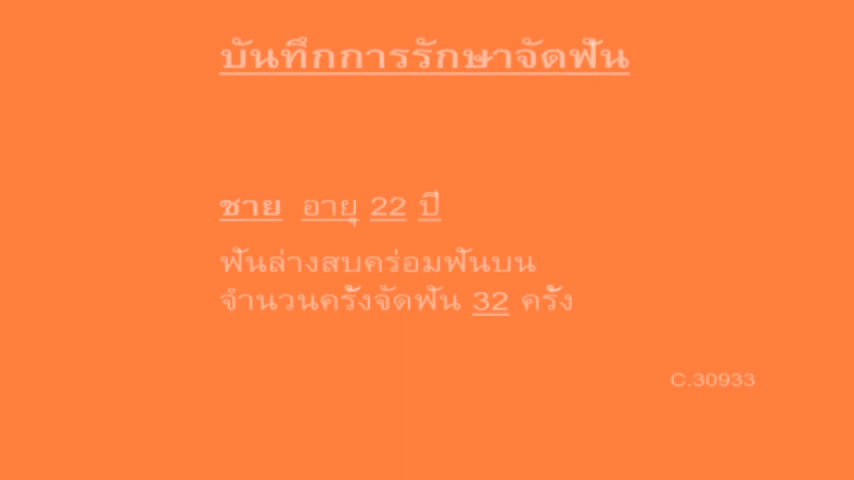 บันทึกการรักษาจัดฟัน
ชาย อายุ 22 ปี
ฟันล่างสบคร่อมฟันบน
จำนวนครั้งจัดฟัน 32 ครั้ง
C.30933